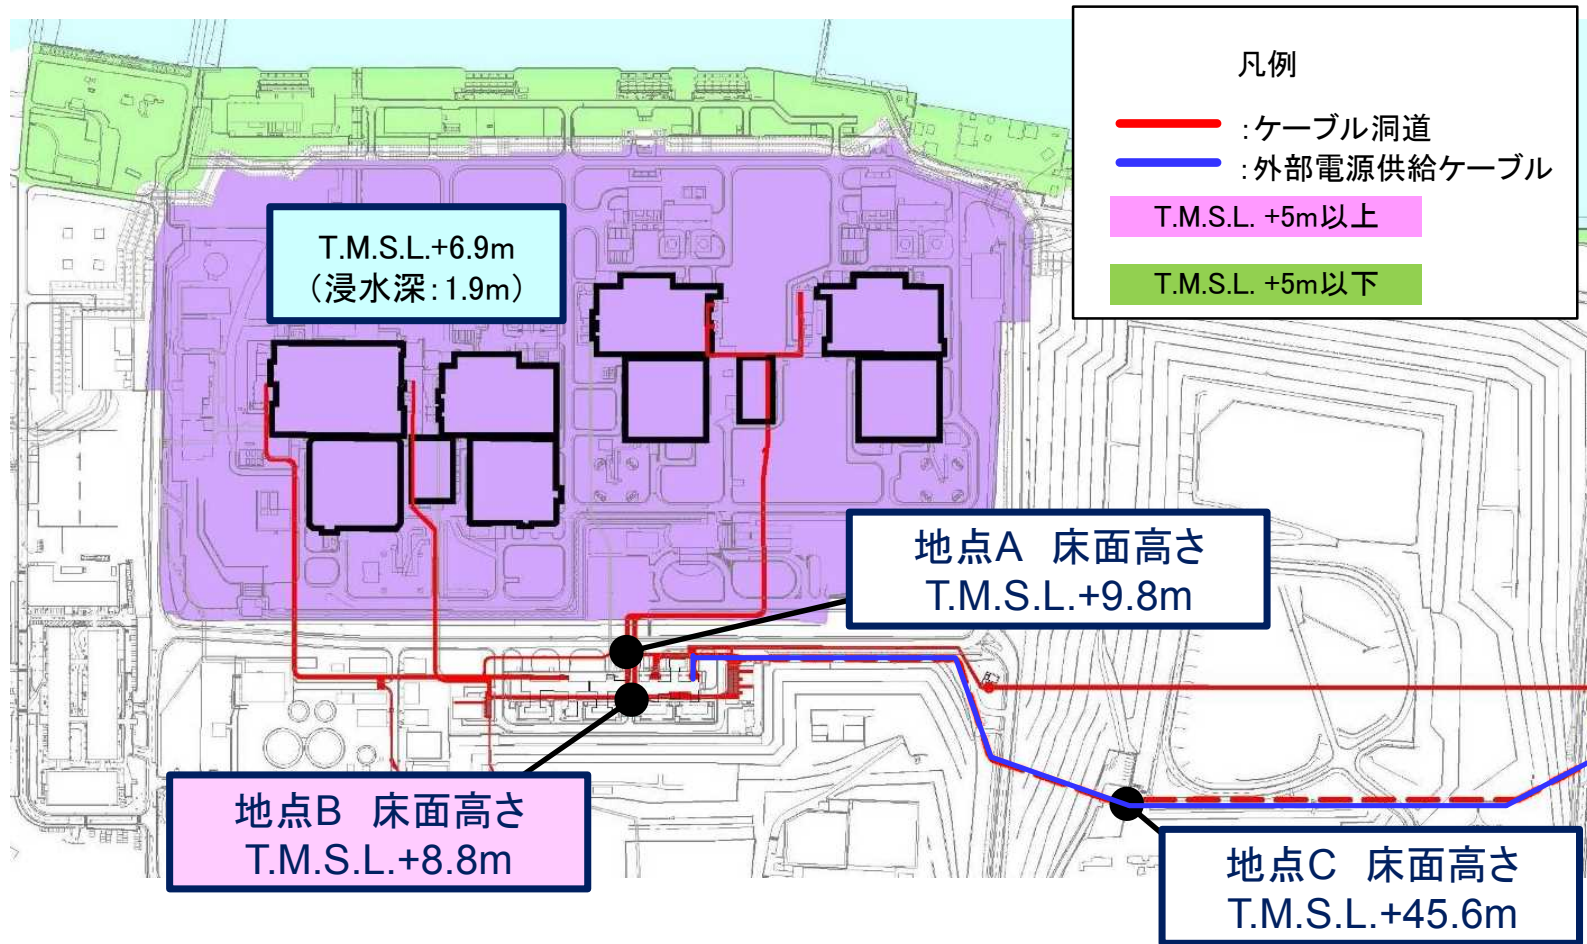 凡例
:ケーブル洞道
:外部電源供給ケーブル
T.M.S.L. +5m以上
T.M.S.L. +5m以下
T.M.S.L.+6.9m
（浸水深:1.9m）
地点A 床面高さ
T.M.S.L.+9.8m
地点B 床面高さ
T.M.S.L.+8.8m
地点C 床面高さ
T.M.S.L.+45.6m